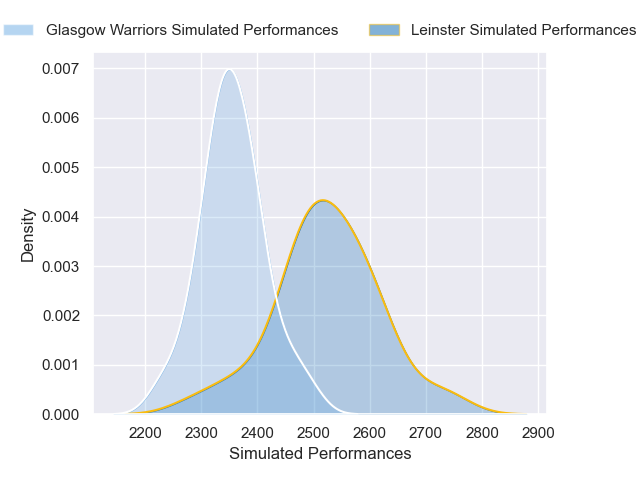 Glasgow Warriors Simulated Performances Leinster Simulated Performances
0.007
0.006
0.005
0.004
0.003
0.002
0.001
0.000
Density
2200 2300 2400 2500 2600 2700 2800 2900
Simulated Performances